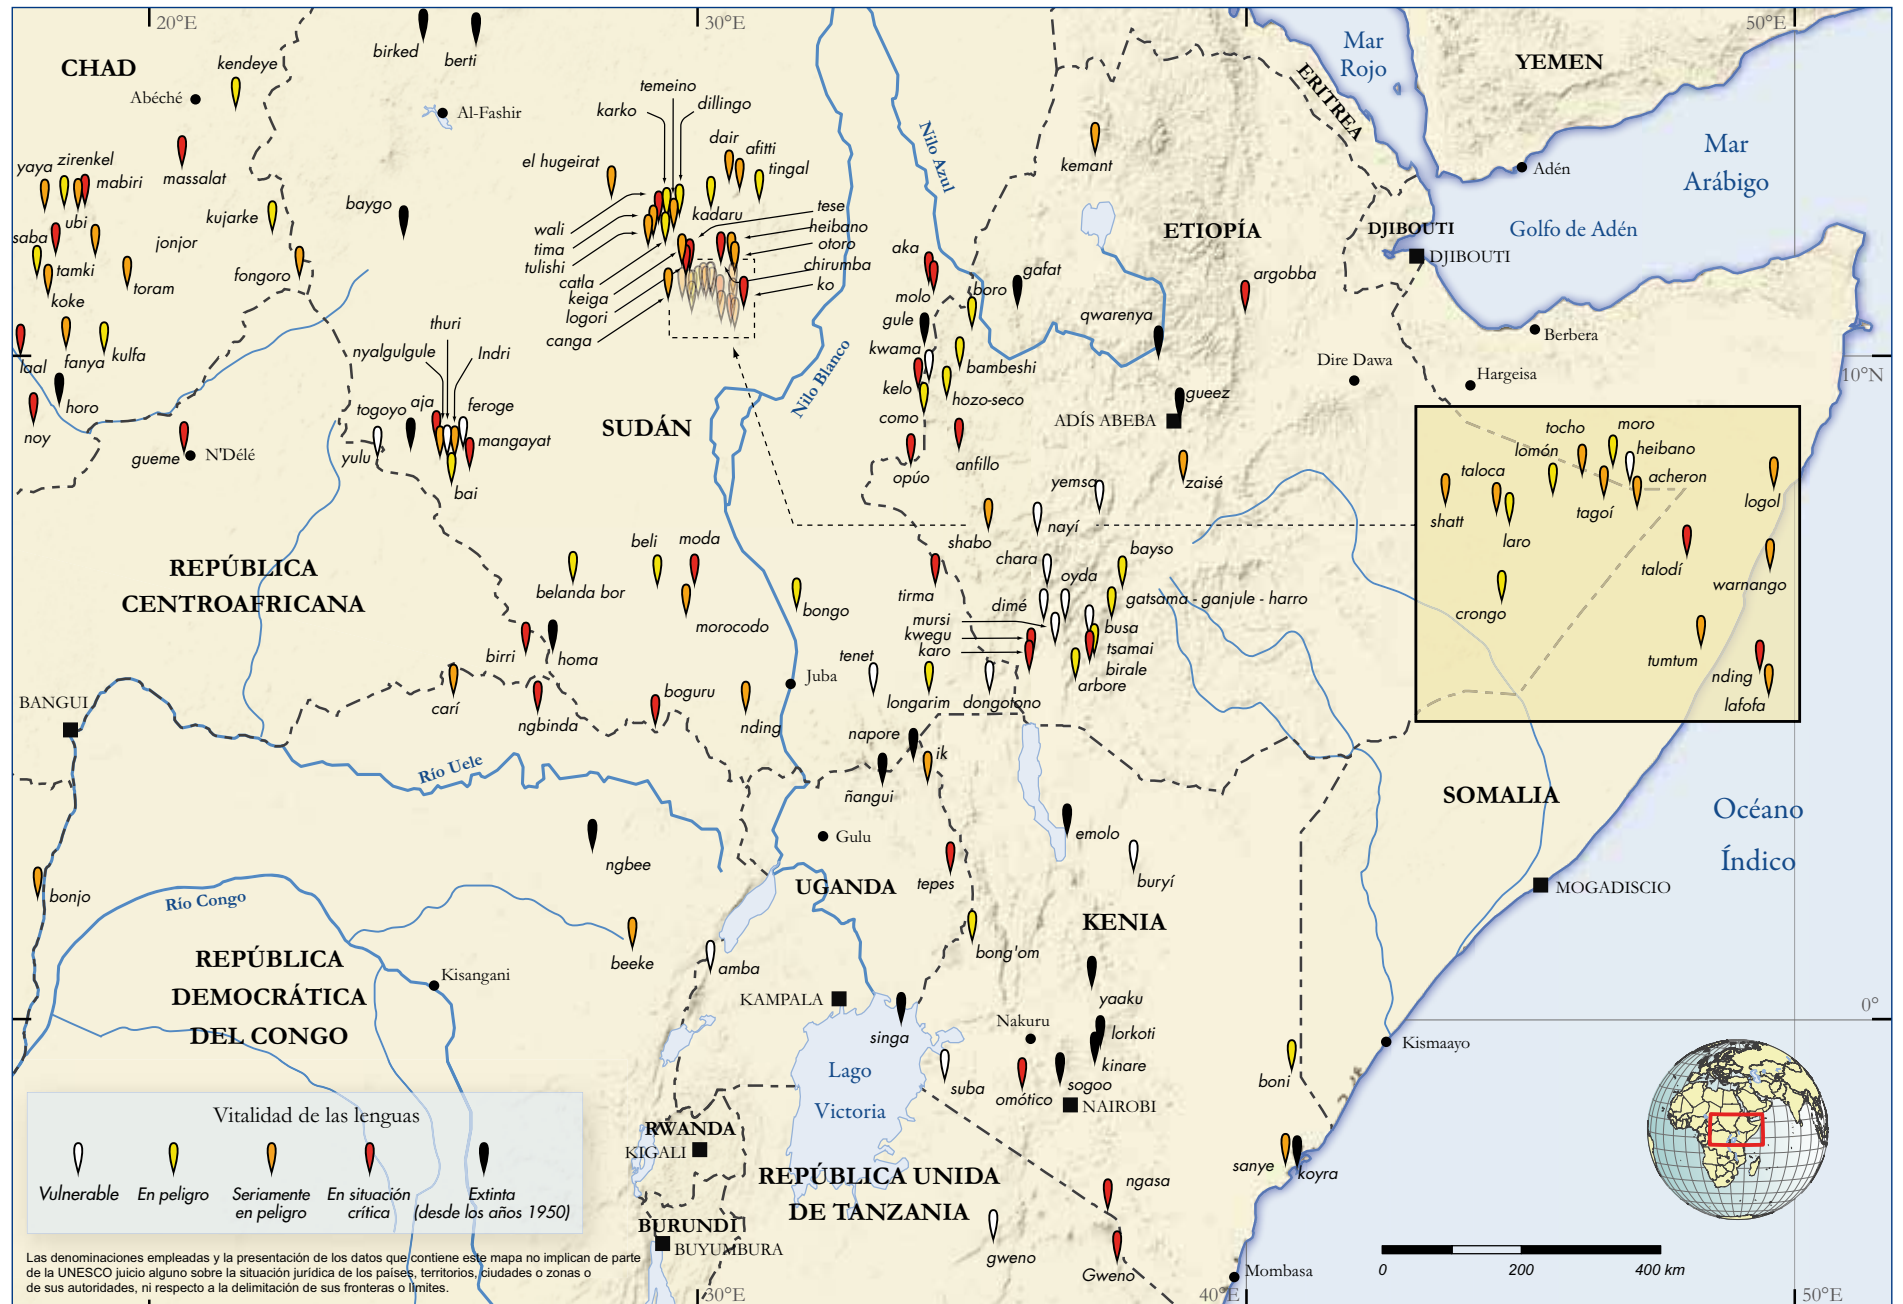 20°E
30°E
50°E
CHAD
kendeye
Abéché
birked
berti
Al-Fashir
temeino
karko
dillingo
dair
afitti
tingal
el hugeirat
yaya
zirenkel
mabiri
massalat
ubi
saba
tamki
koke
toram
jonjor
kujarke
fongoro
baygo
wali
tima
tulishi
kadaru
tese
heibano
otoro
chirumba
ko
catla
keiga
logori
canga
laal
fanya
kulfa
horo
noy
gueme
N'Délé
thuri
nyalgulgule
Indri
togoyo
aja
feroge
mangayat
yulu
bai
SUDÁN
Nilo Blanco
Nilo Azul
Mar
Rojo
ERITREA
YEMEN
Adén
Mar
Arábigo
Golfo de Adén
DJIBOUTI
DJIBOUTI
kemant
ETIOPÍA
argobba
aka
molo
gule
boro
gafat
qwarenya
kwama
kelo
bambeshi
hozo-seco
como
opúo
anfillo
gueez
ADÍS ABEBA
zaisé
Dire Dawa
Berbera
Hargeisa
10°N
yemsa
nayí
shabo
chara
bayso
oyda
tirma
dimé
gatsama - ganjule - harro
mursi
kwegu
karo
busa
tsamai
birale
arbore
tocho
moro
lomón
heibano
taloca
acheron
shatt
tagoí
logol
laro
talodí
crongo
warnango
tumtum
nding
lafofa
REPÚBLICA
CENTROAFRICANA
beli
moda
belanda bor
morocodo
bongo
birri
homa
carí
ngbinda
boguru
nding
Juba
tenet
longarim
dongotono
BANGUI
Río Uele
napore
ik
ñangui
Gulu
emolo
buryí
ngbee
tepes
UGANDA
KENIA
SOMALIA
Océano
Índico
MOGADISCIO
bonjo
Río Congo
beeke
amba
bong'om
REPÚBLICA
DEMOCRÁTICA
DEL CONGO
Kisangani
KAMPALA
singa
yaaku
Nakuru
lorkoti
kinare
sogoo
omótico
suba
NAIROBI
boni
Kismaayo
0°
Lago
Victoria
RWANDA
KIGALI
REPÚBLICA UNIDA
DE TANZANIA
BURUNDI
BUYUMBURA
sanye
koyra
ngasa
gweno
Gweno
Mombasa
Vitalidad de las lenguas
Vulnerable
En peligro
Seriamente
en peligro
En situación
crítica
Extinta
(desde los años 1950)
Las denominaciones empleadas y la presentación de los datos que contiene este mapa no implican de parte
de la UNESCO juicio alguno sobre la situación jurídica de los países, territorios, ciudades o zonas o
de sus autoridades, ni respecto a la delimitación de sus fronteras o límites.
0
200
400 km
30°E
40°E
50°E